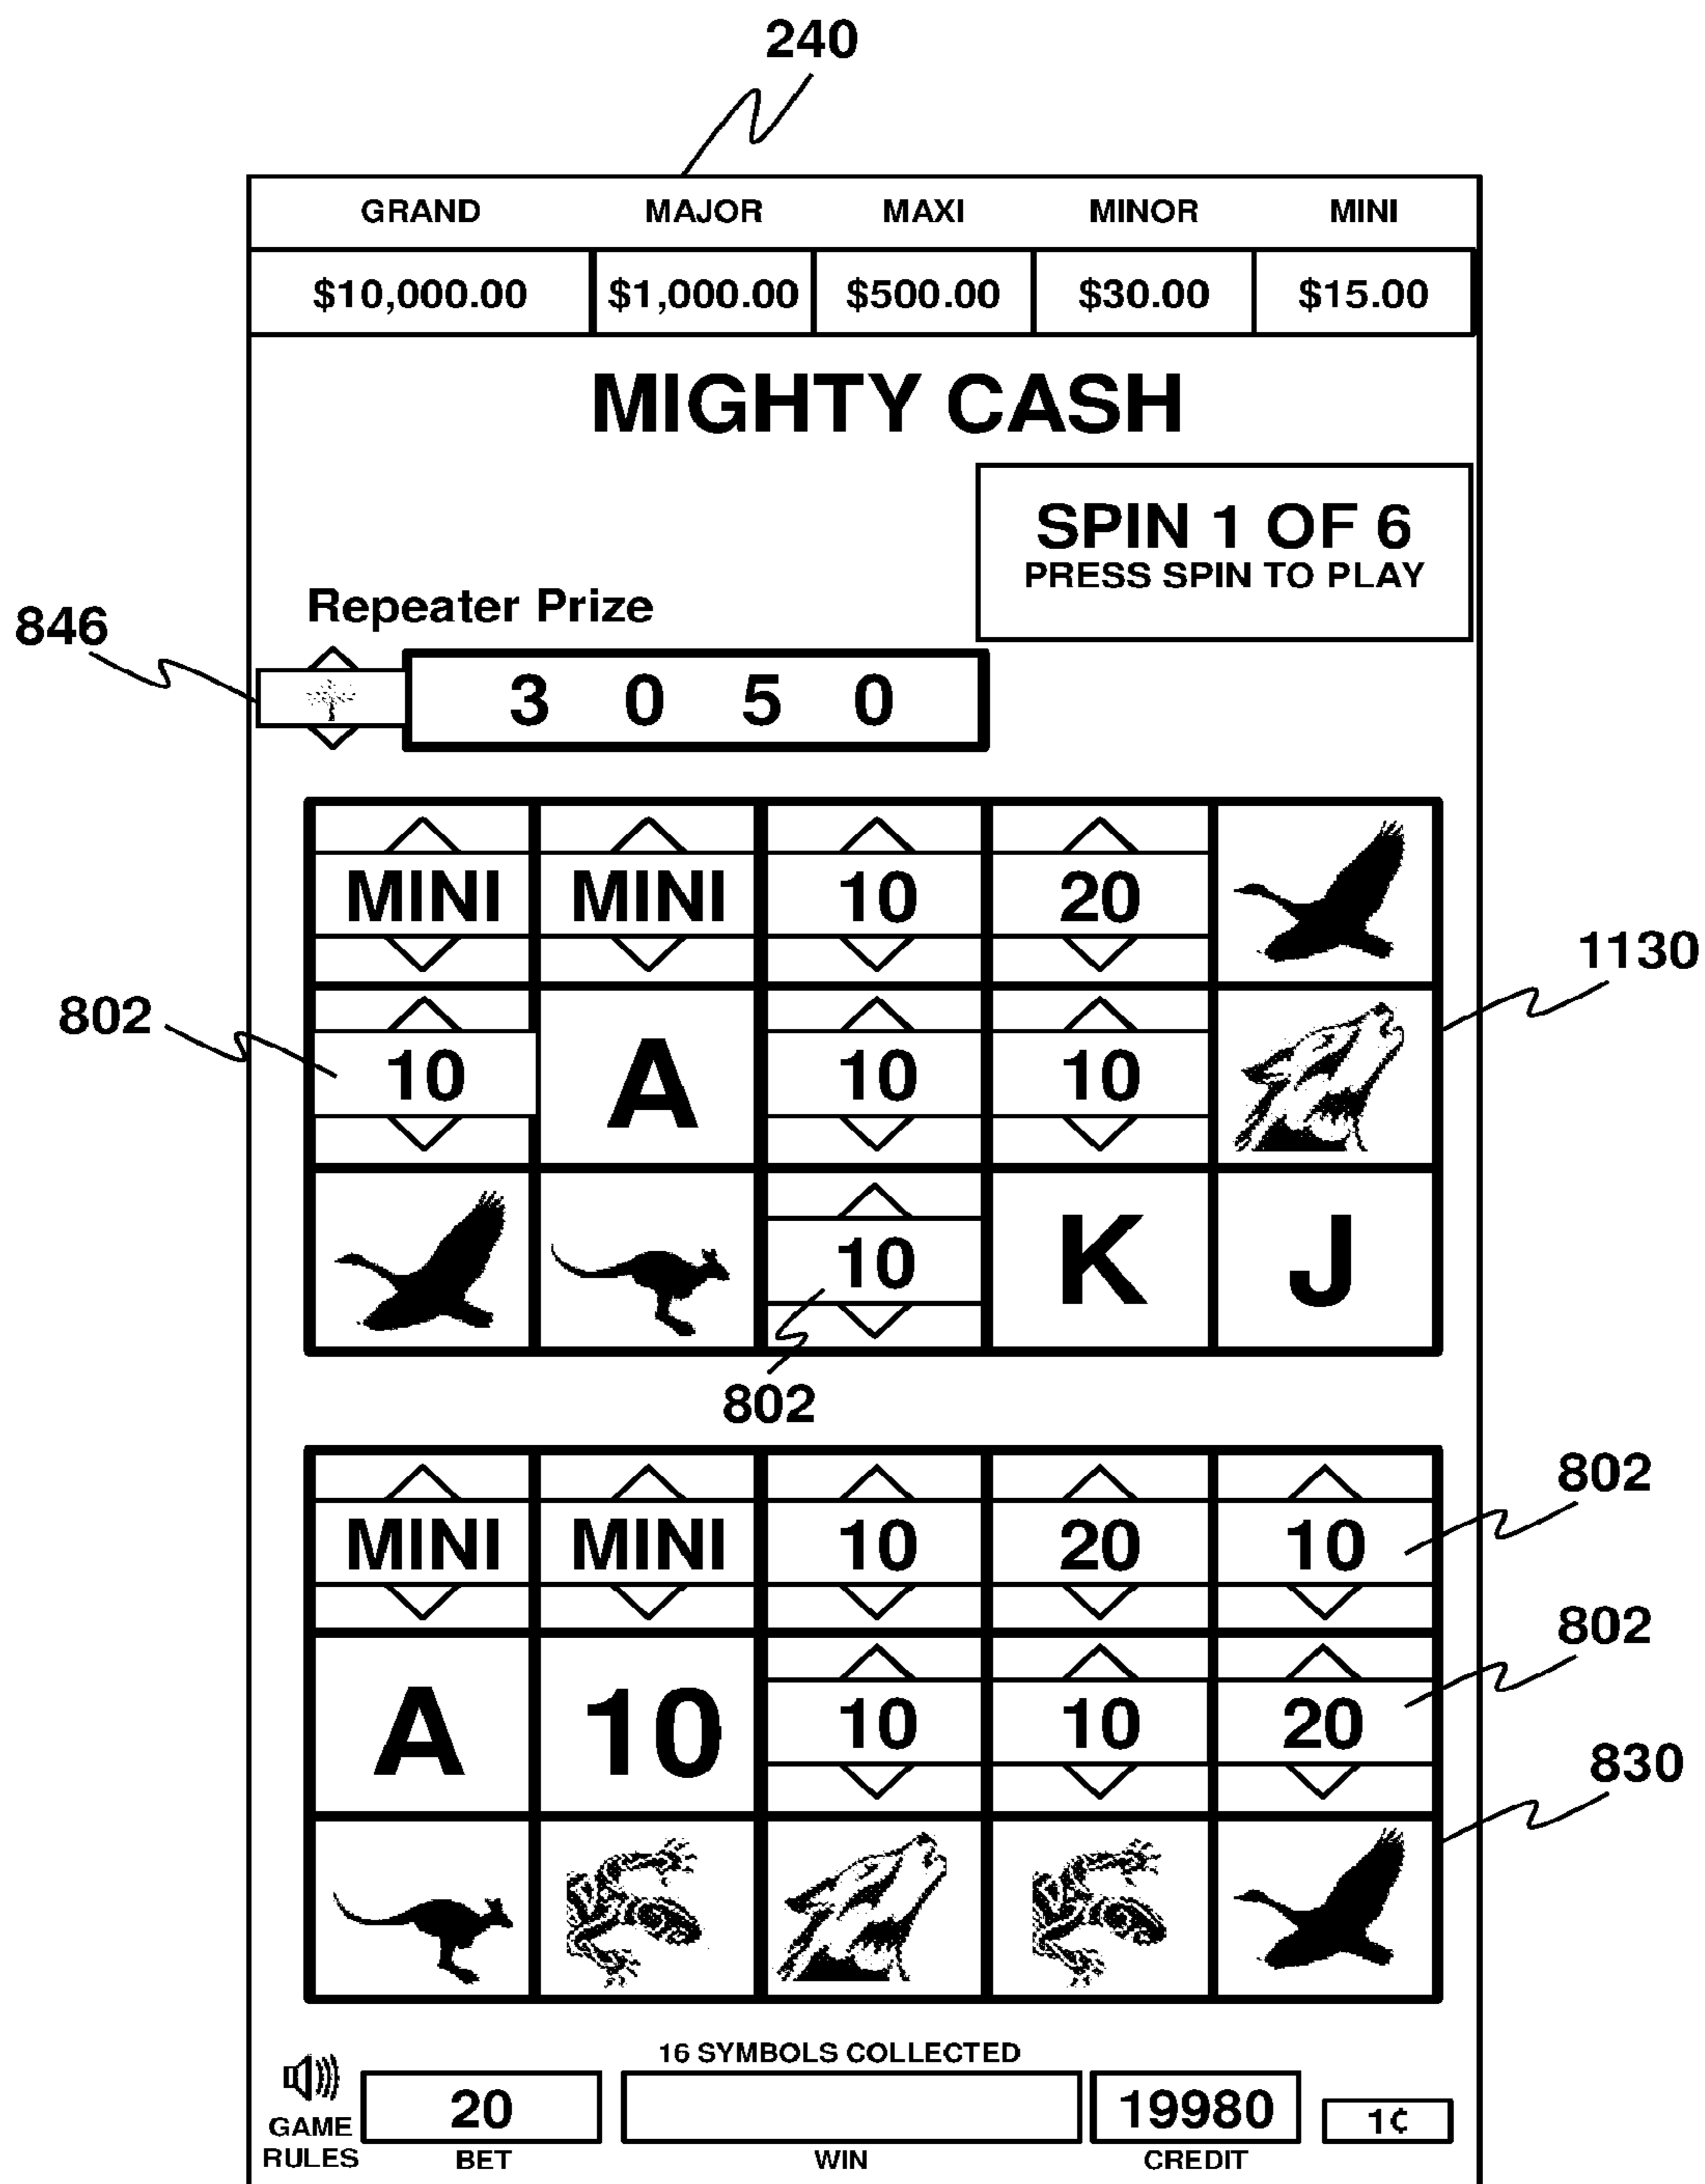 240
GRAND MAJOR MAXI MINOR MINI
$10,000.00 $1,000.00 $500.00 $30.00 $15.00
MIGHTY CASH
SPIN 1 OF 6
PRESS SPIN TO PLAY
Repeater Prize
846
3 0 5 0
MINI MINI 10 20
1130
802
10 A 10 10
10 K J
802
MINI MINI 10 20 10
802
A 10 10 10 20
802
830
16 SYMBOLS COLLECTED
20 19980 1¢
GAME RULES BET WIN CREDIT